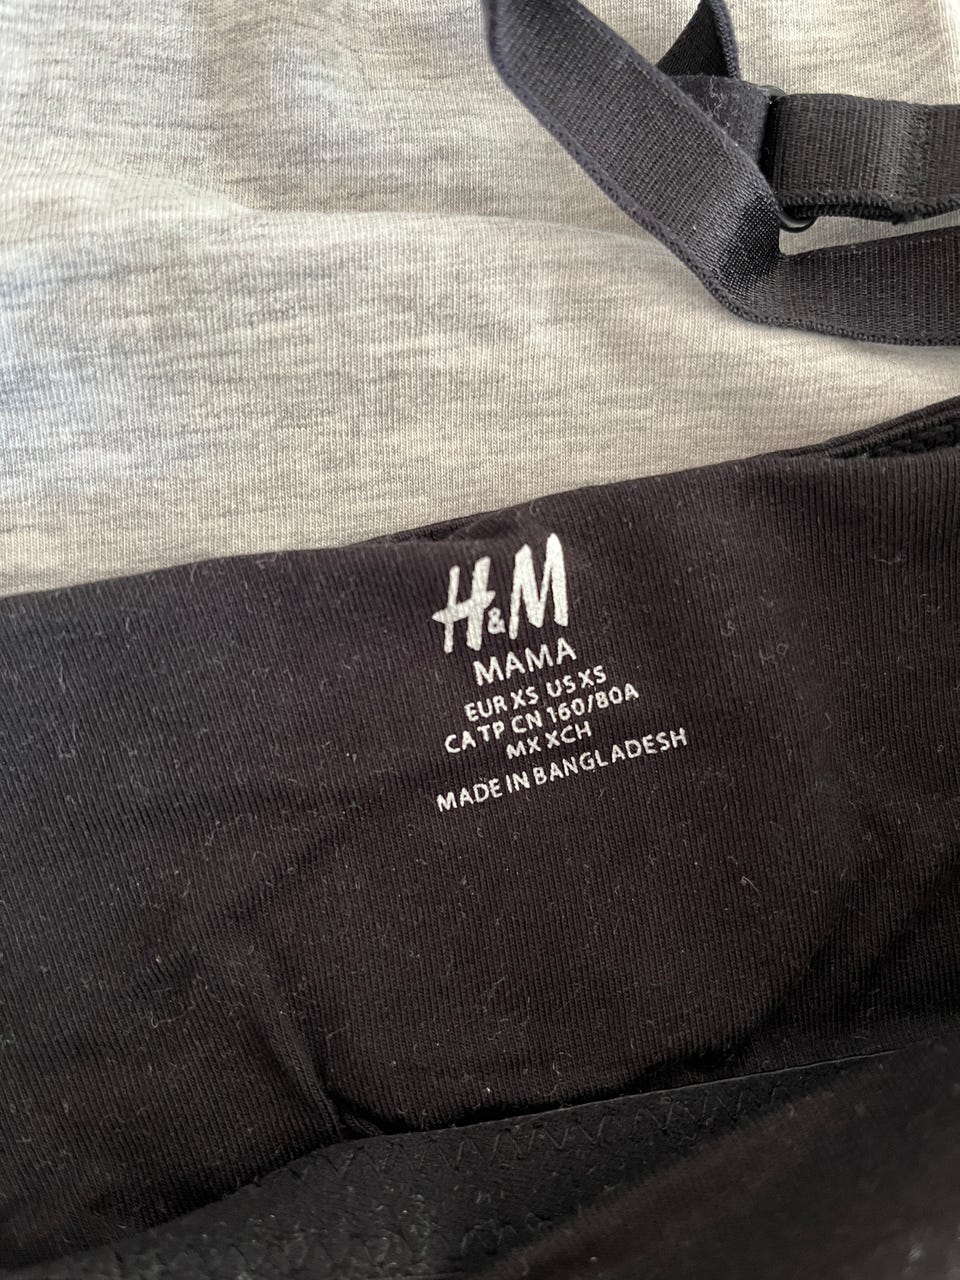 H&M
MAMA
EUR XS US XS
CA TP CN 160/80A
MX XCH
MADE IN BANGLADESH